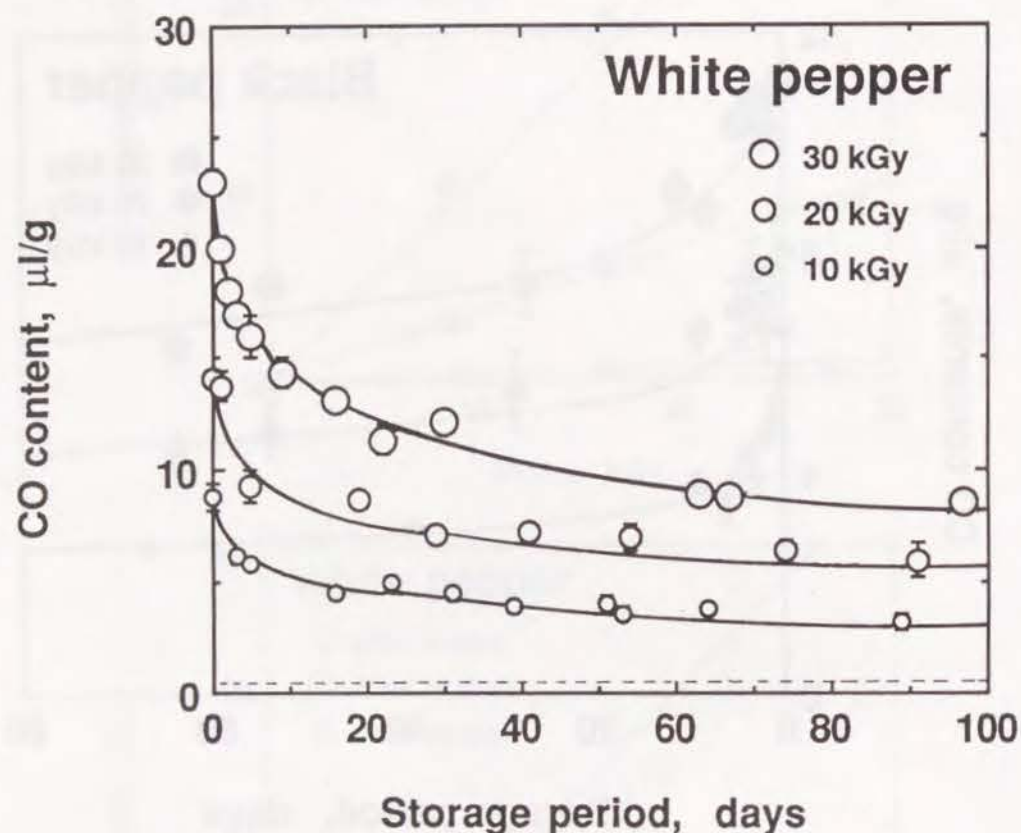 30
20
10
0
CO content, µl/g
White pepper
30 kGy
20 kGy
10 kGy
0 20 40 60 80 100
Storage period, days